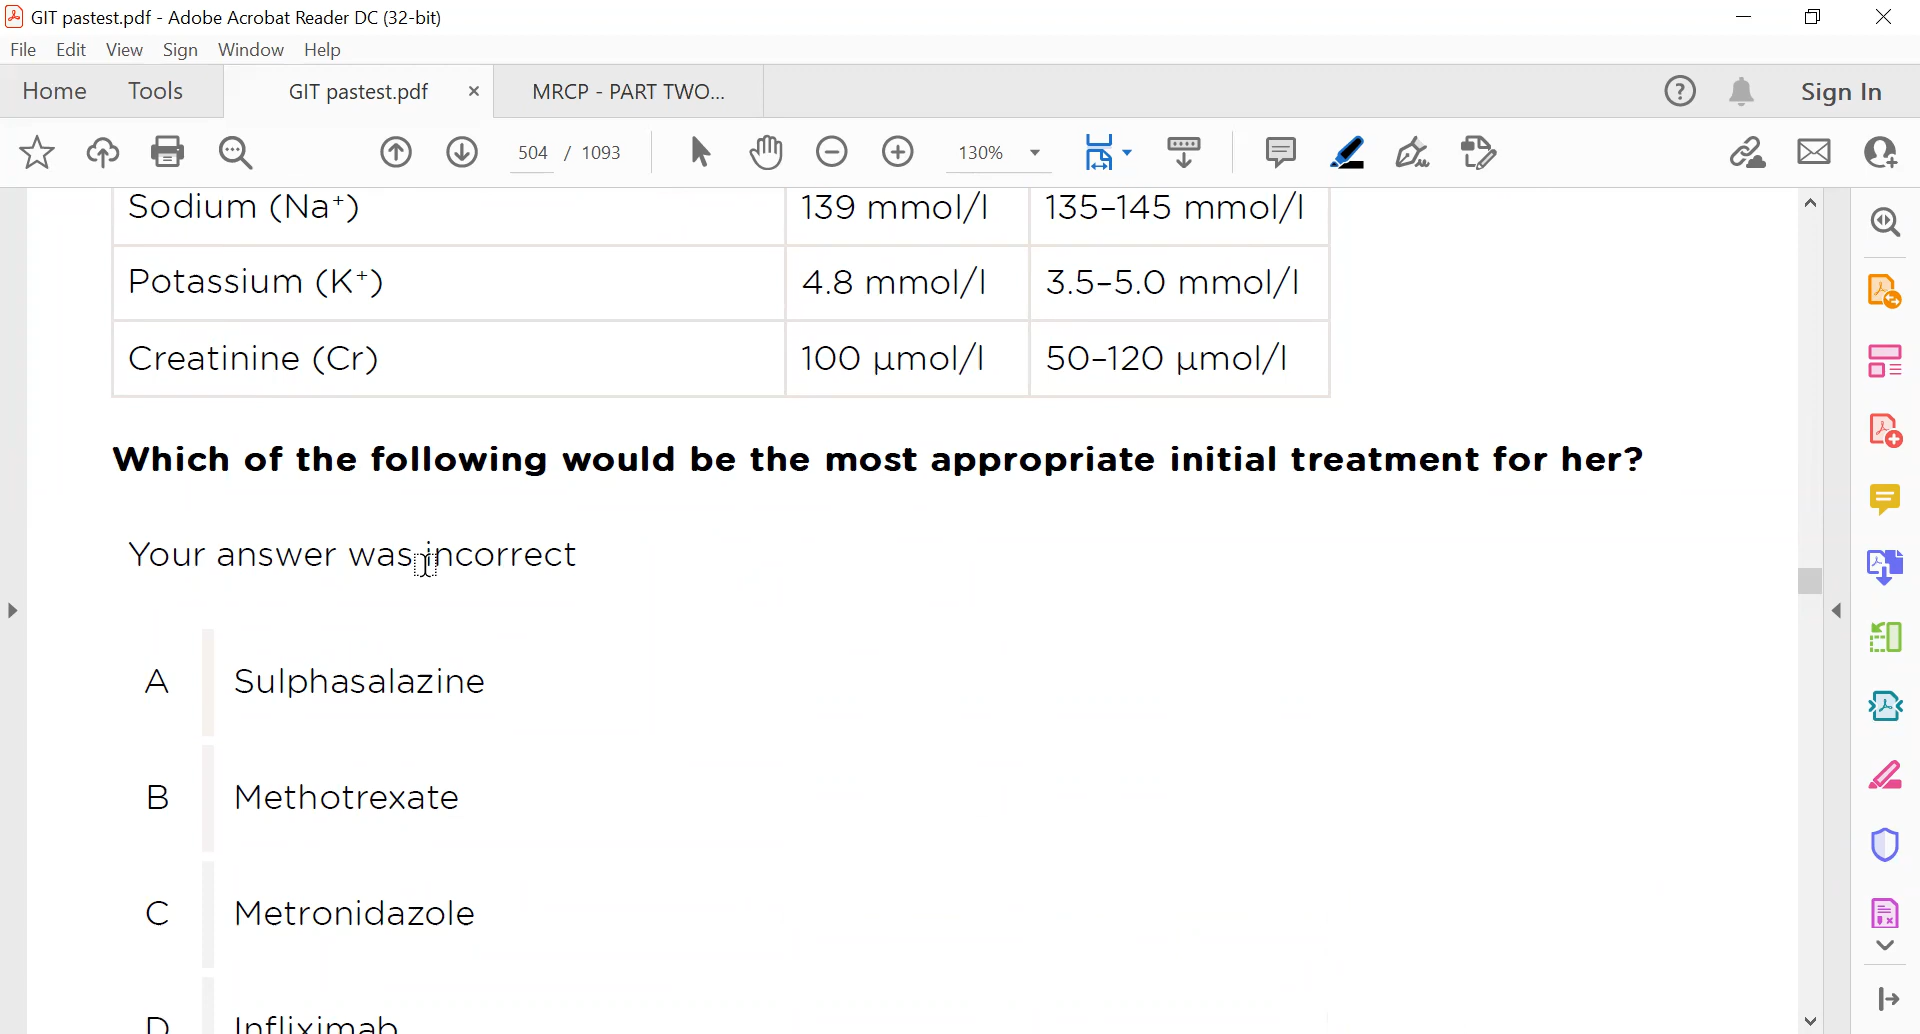 GIT pastest.pdf - Adobe Acrobat Reader DC (32-bit)
File Edit View Sign Window Help
Home Tools GIT pastest.pdf × MRCP - PART TWO... Sign In
504 / 1093 130%
Sodium (Na⁺) 139 mmol/l 135–145 mmol/l
Potassium (K⁺) 4.8 mmol/l 3.5–5.0 mmol/l
Creatinine (Cr) 100 µmol/l 50–120 µmol/l
Which of the following would be the most appropriate initial treatment for her?
Your answer was incorrect
A Sulphasalazine
B Methotrexate
C Metronidazole
D Infliximab